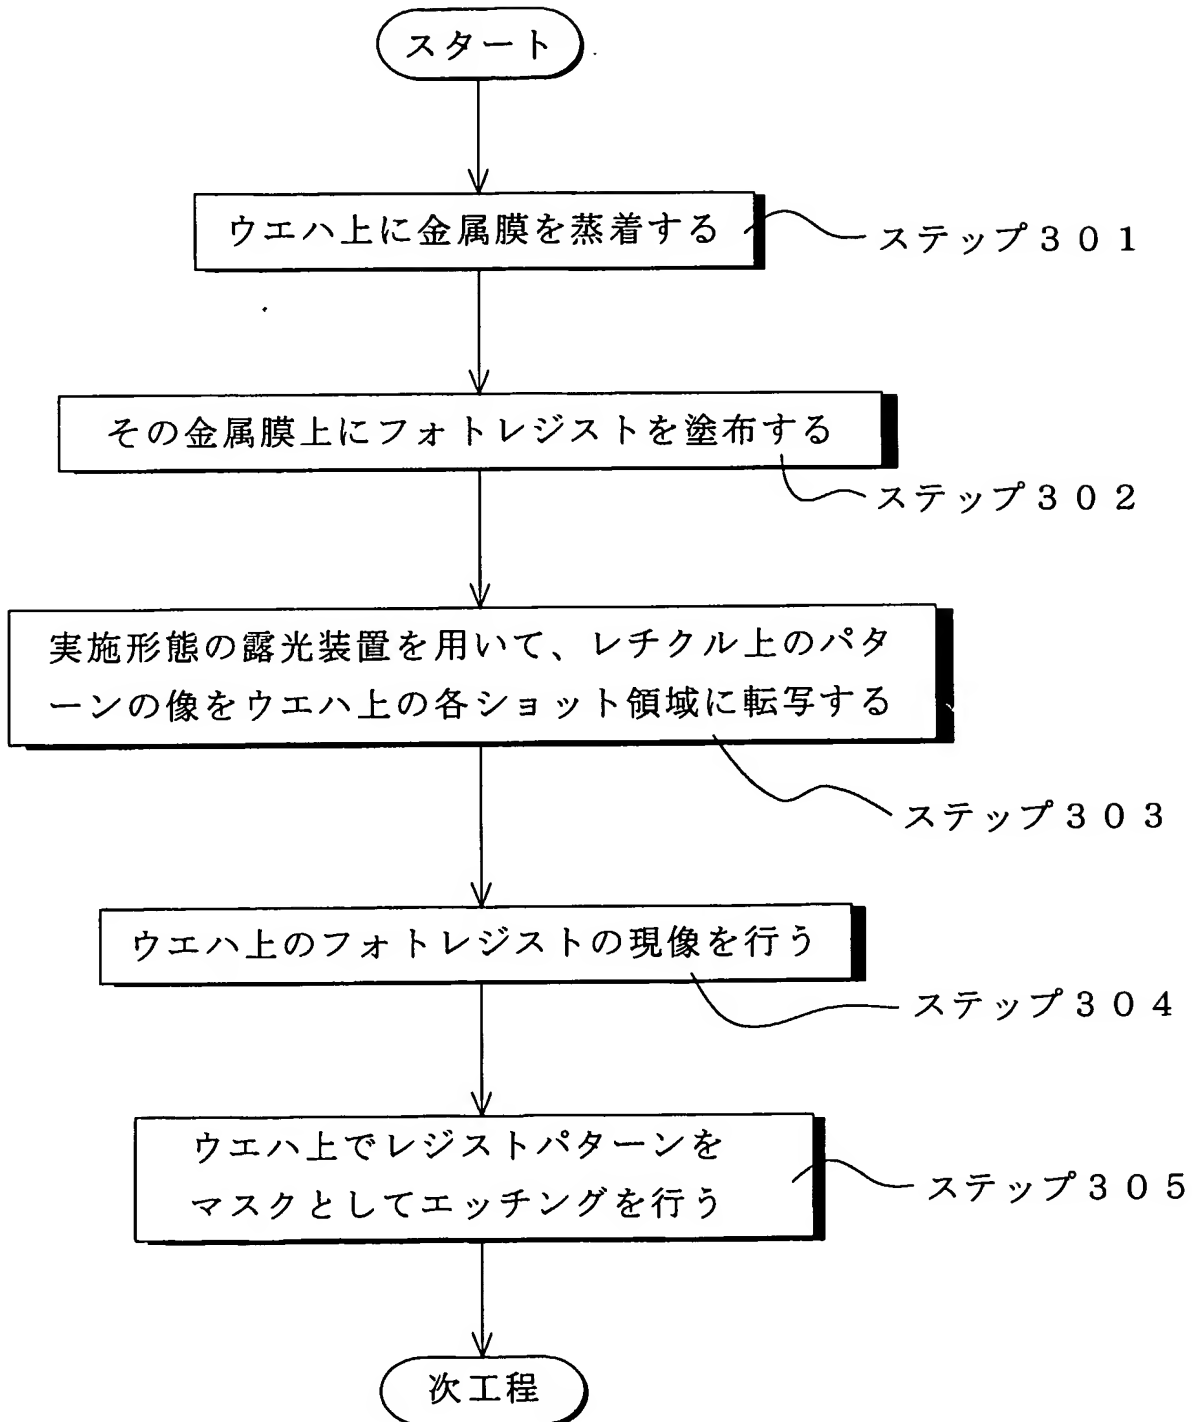 スタート
ウエハ上に金属膜を蒸着する
ステップ３０１
その金属膜上にフォトレジストを塗布する
ステップ３０２
実施形態の露光装置を用いて、レチクル上のパタ
ーンの像をウエハ上の各ショット領域に転写する
ステップ３０３
ウエハ上のフォトレジストの現像を行う
ステップ３０４
ウエハ上でレジストパターンを
マスクとしてエッチングを行う
ステップ３０５
次工程